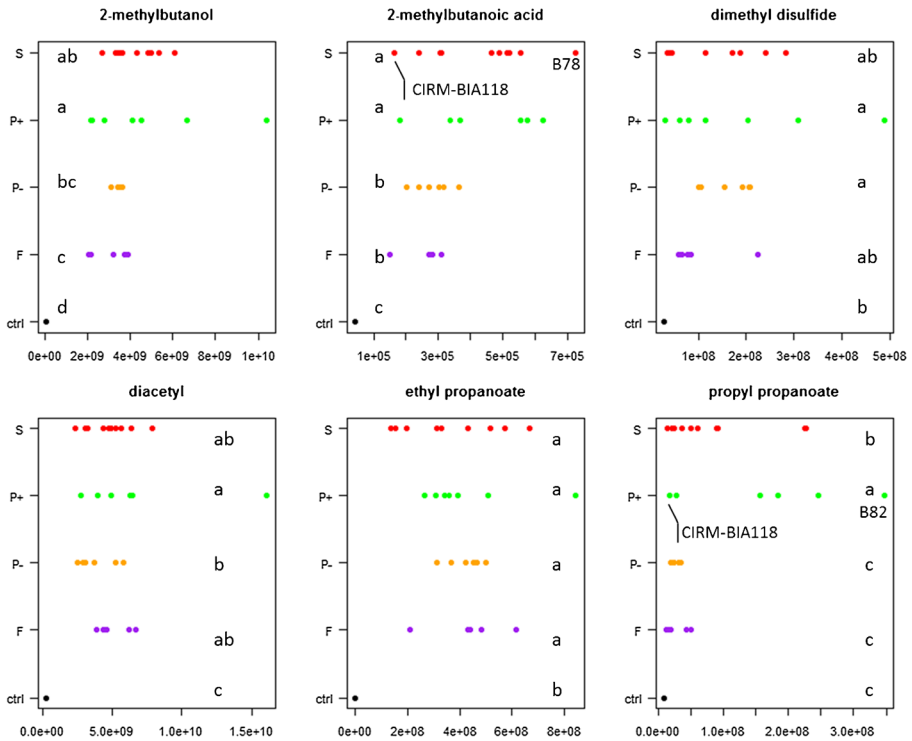 2-methylbutanol
S
ab
a
P+
P-
bc
F
c
d
ctrl
0e+00 2e+09 4e+09 6e+09 8e+09 1e+10
2-methylbutanoic acid
a
B78
CIRM-BIA118
a
b
b
c
1e+05 3e+05 5e+05 7e+05
dimethyl disulfide
S
ab
a
P+
P-
a
F
ab
b
ctrl
1e+08 2e+08 3e+08 4e+08 5e+08
diacetyl
S
ab
a
P+
P-
b
F
ab
c
ctrl
0.0e+00 5.0e+09 1.0e+10 1.5e+10
ethyl propanoate
S
a
a
P+
P-
a
F
a
b
ctrl
0e+00 2e+08 4e+08 6e+08 8e+08
propyl propanoate
S
b
a
P+
B82
CIRM-BIA118
P-
c
F
c
c
ctrl
0.0e+00 1.0e+08 2.0e+08 3.0e+08